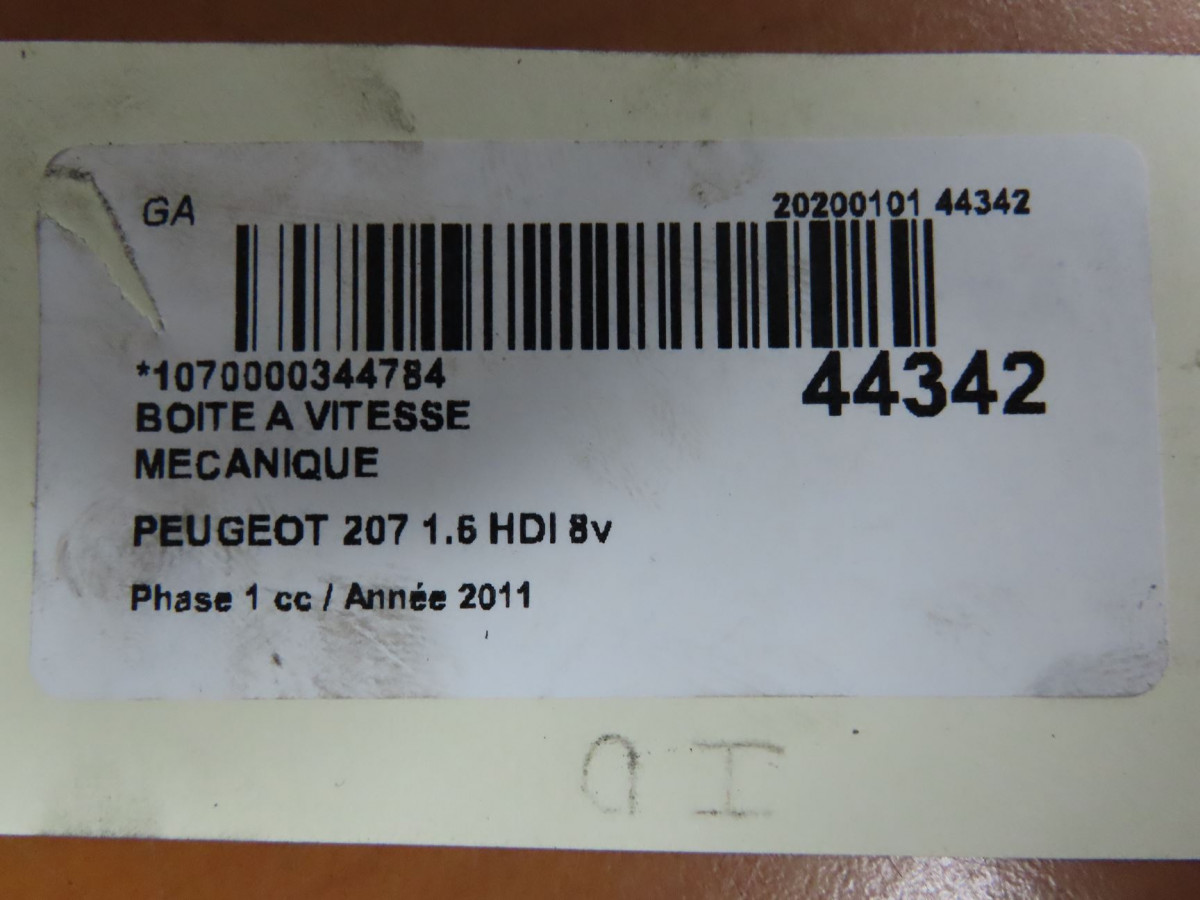 GA
20200101 44342
*1070000344784
44342
BOITE A VITESSE
MECANIQUE
PEUGEOT 207 1.6 HDI 8v
Phase 1 cc / Année 2011